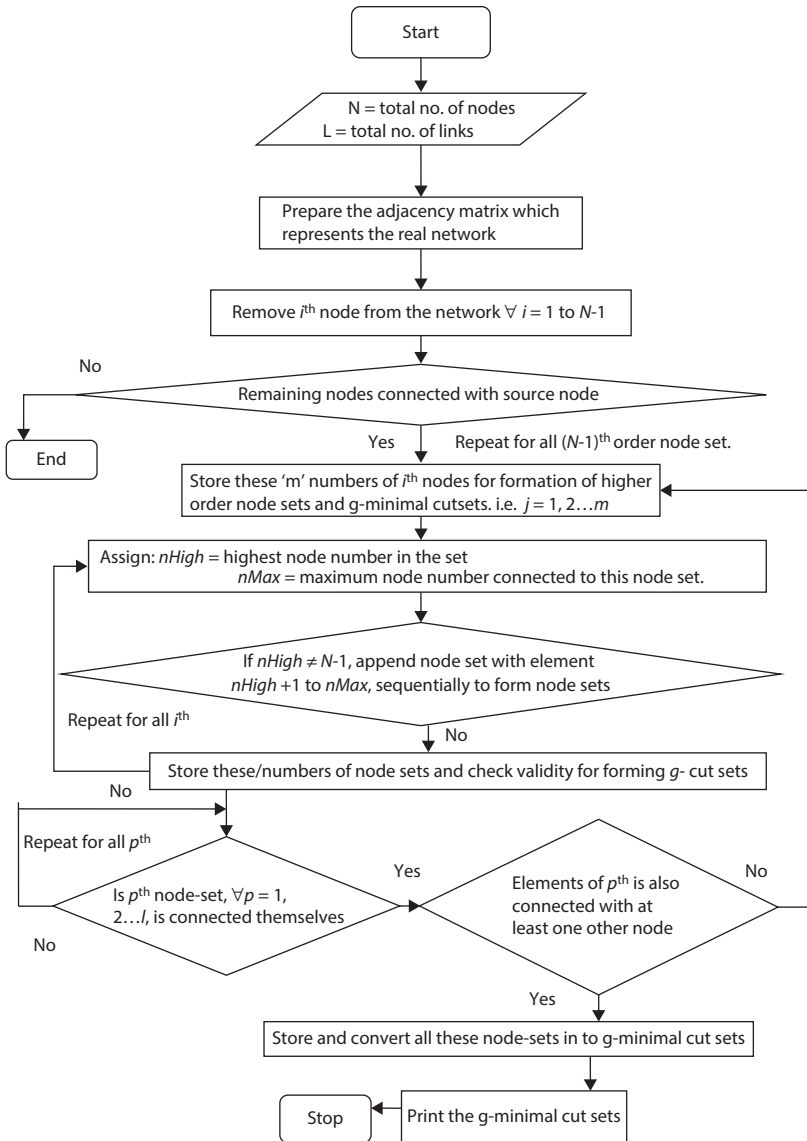 Start
N = total no. of nodes
L = total no. of links
Prepare the adjacency matrix which
represents the real network
Remove iᵗʰ node from the network ∀ i = 1 to N-1
No
Remaining nodes connected with source node
End
Yes
Repeat for all (N-1)ᵗʰ order node set.
Store these ‘m’ numbers of iᵗʰ nodes for formation of higher
order node sets and g-minimal cutsets. i.e. j = 1, 2...m
Assign: nHigh = highest node number in the set
nMax = maximum node number connected to this node set.
If nHigh ≠ N-1, append node set with element
nHigh +1 to nMax, sequentially to form node sets
Repeat for all iᵗʰ
No
Store these/numbers of node sets and check validity for forming g- cut sets
No
Repeat for all pᵗʰ
Is pᵗʰ node-set, ∀p = 1,
2...l, is connected themselves
No
Yes
Elements of pᵗʰ is also
connected with at
least one other node
No
Yes
Store and convert all these node-sets in to g-minimal cut sets
Stop
Print the g-minimal cut sets